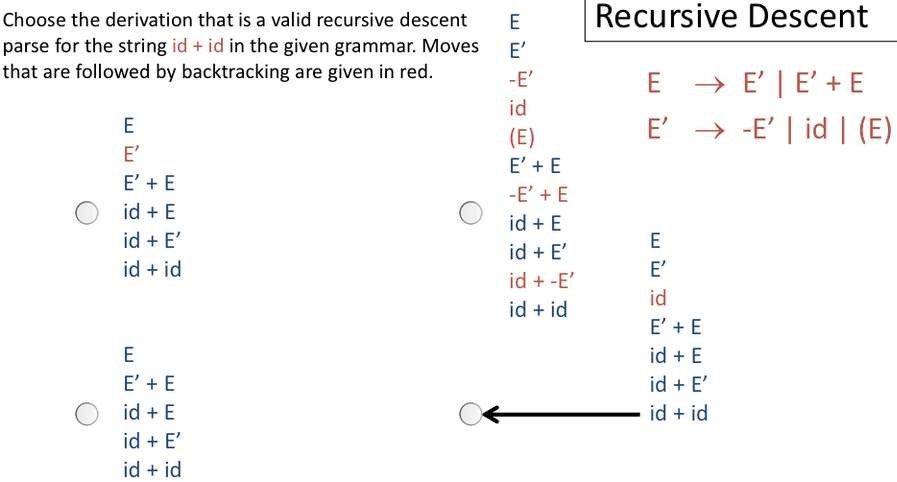 Recursive Descent
Choose the derivation that is a valid recursive descent
parse for the string id + id in the given grammar. Moves
that are followed by backtracking are given in red.
E → E’ | E’ + E
E’ → -E’ | id | (E)
E
E’
E’ + E
id + E
id + E’
id + id
E
E’
-E’
id
(E)
E’ + E
-E’ + E
id + E
id + E’
id + -E’
id + id
E
E’ + E
id + E
id + E’
id + id
E
E’
id
E’ + E
id + E
id + E’
id + id